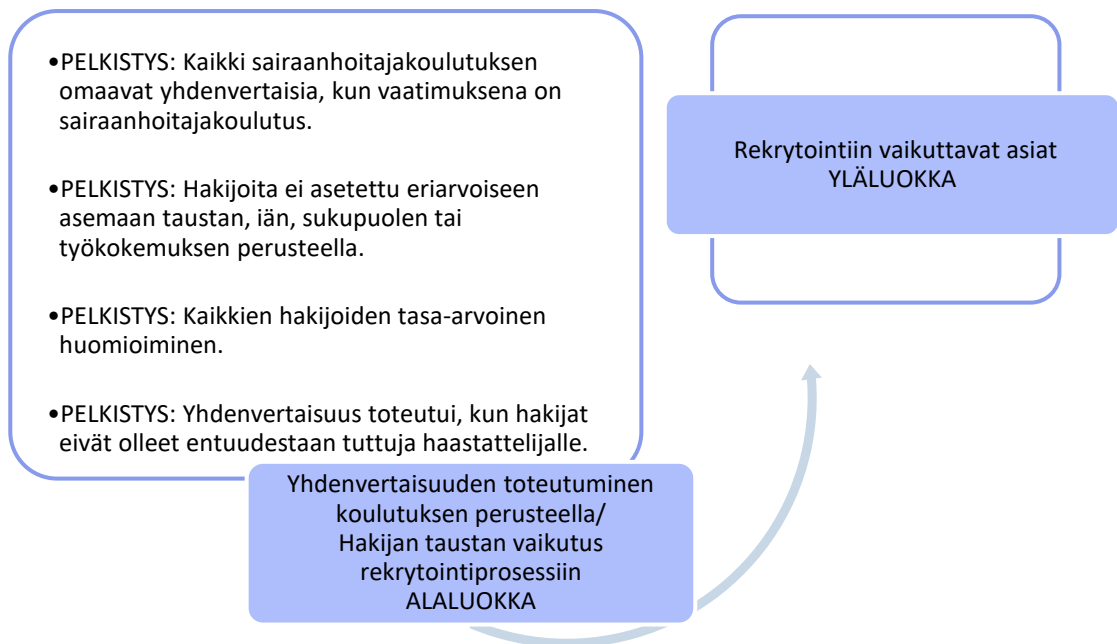 •PELKISTYS: Kaikki sairaanhoitajakoulutuksen
omaavat yhdenvertaisia, kun vaatimuksena on
sairaanhoitajakoulutus.
•PELKISTYS: Hakijoita ei asetettu eriarvoiseen
asemaan taustan, iän, sukupuolen tai
työkokemuksen perusteella.
•PELKISTYS: Kaikkien hakijoiden tasa-arvoinen
huomioiminen.
•PELKISTYS: Yhdenvertaisuus toteutui, kun hakijat
eivät olleet entuudestaan tuttuja haastattelijalle.
Yhdenvertaisuuden toteutuminen
koulutuksen perusteella/
Hakijan taustan vaikutus
rekrytointiprosessiin
ALALUOKKA
Rekrytointiin vaikuttavat asiat
YLÄLUOKKA